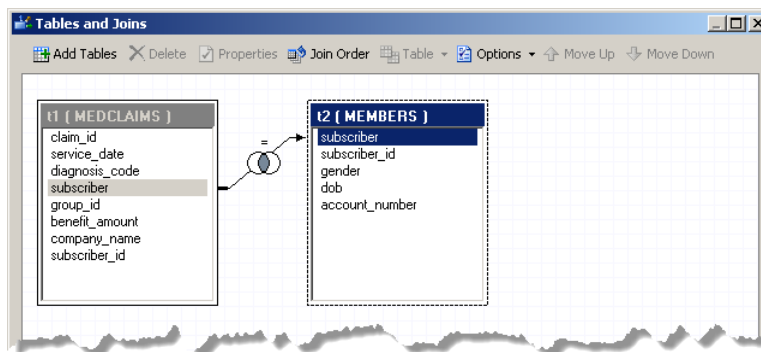 Tables and Joins
Add Tables Delete Properties Join Order Table Options Move Up Move Down
t1 ( MEDCLAIMS )
claim_id
service_date
diagnosis_code
subscriber
group_id
benefit_amount
company_name
subscriber_id
=
t2 ( MEMBERS )
subscriber
subscriber_id
gender
dob
account_number